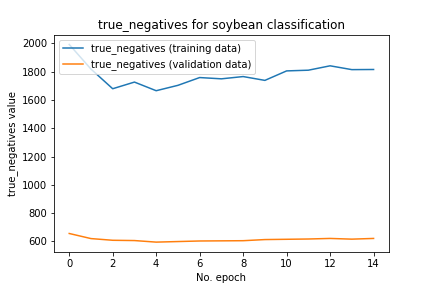 true_negatives for soybean classification
true_negatives (training data)
true_negatives (validation data)
true_negatives value
2000
1800
1600
1400
1200
1000
800
600
0 2 4 6 8 10 12 14
No. epoch